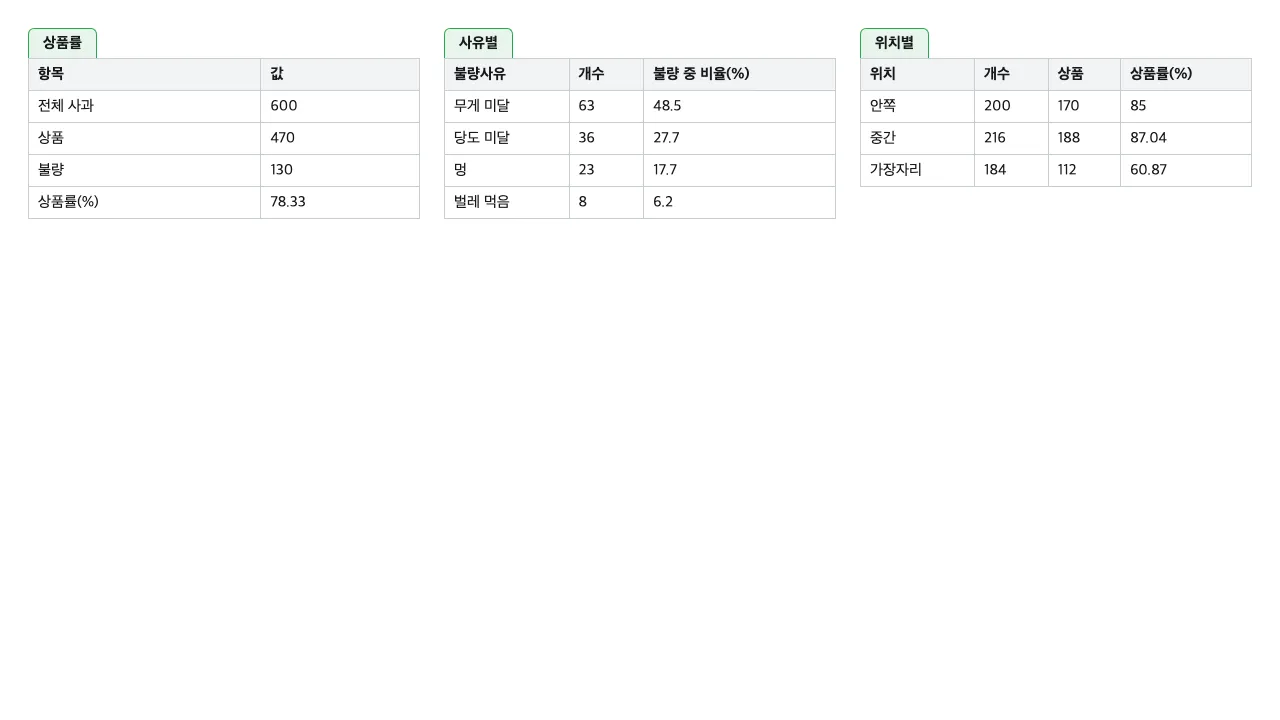 상품률
항목 값
전체 사과 600
상품 470
불량 130
상품률(%) 78.33
사유별
불량사유 개수 불량 중 비율(%)
무게 미달 63 48.5
당도 미달 36 27.7
멍 23 17.7
벌레 먹음 8 6.2
위치별
위치 개수 상품 상품률(%)
안쪽 200 170 85
중간 216 188 87.04
가장자리 184 112 60.87